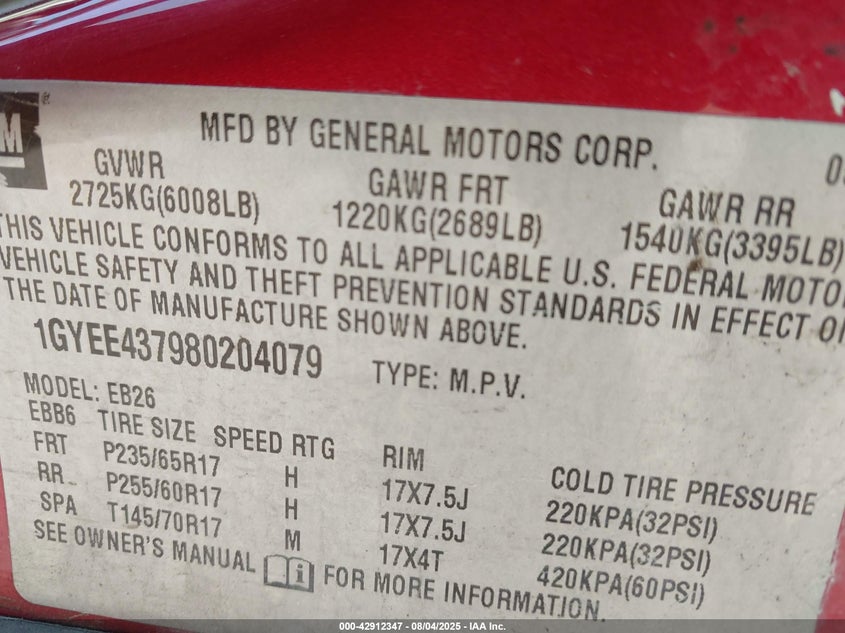 M
®
MFD BY GENERAL MOTORS CORP.
GVWR GAWR FRT GAWR RR
2725KG(6008LB) 1220KG(2689LB) 1540KG(3395LB)
THIS VEHICLE CONFORMS TO ALL APPLICABLE U.S. FEDERAL MOTO
VEHICLE SAFETY AND THEFT PREVENTION STANDARDS IN EFFECT O
THE DATE OF MANUFACTURE SHOWN ABOVE.
1GYEE437980204079 TYPE: M.P.V.
MODEL: EB26
EBB6 TIRE SIZE SPEED RTG RIM COLD TIRE PRESSURE
FRT P235/65R17 H 17X7.5J 220KPA(32PSI)
RR P255/60R17 H 17X7.5J 220KPA(32PSI)
SPA T145/70R17 M 17X4T 420KPA(60PSI)
SEE OWNER'S MANUAL i FOR MORE INFORMATION.
000-42912347 — 08/04/2025 — IAA Inc.